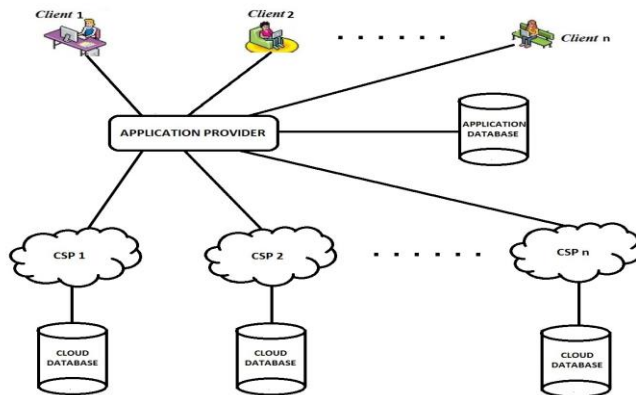 Client 1
Client 2
Client n
APPLICATION PROVIDER
APPLICATION
DATABASE
CSP 1
CSP 2
CSP n
CLOUD
DATABASE
CLOUD
DATABASE
CLOUD
DATABASE